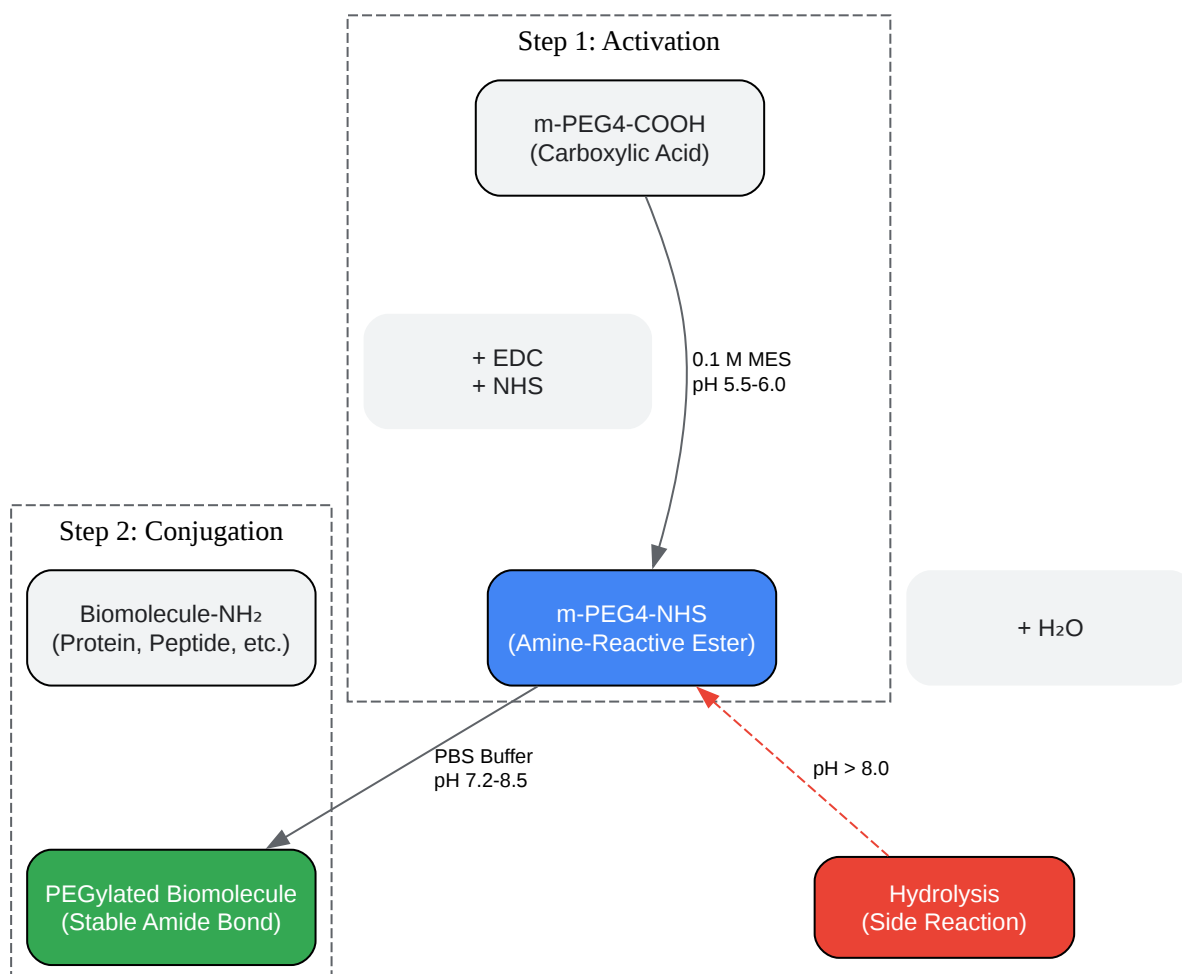 Step 1: Activation
m-PEG4-COOH
(Carboxylic Acid)
+ EDC
+ NHS
0.1 M MES
pH 5.5-6.0
Step 2: Conjugation
Biomolecule-NH₂
(Protein, Peptide, etc.)
m-PEG4-NHS
(Amine-Reactive Ester)
+ H₂O
PBS Buffer
pH 7.2-8.5
pH > 8.0
PEGylated Biomolecule
(Stable Amide Bond)
Hydrolysis
(Side Reaction)